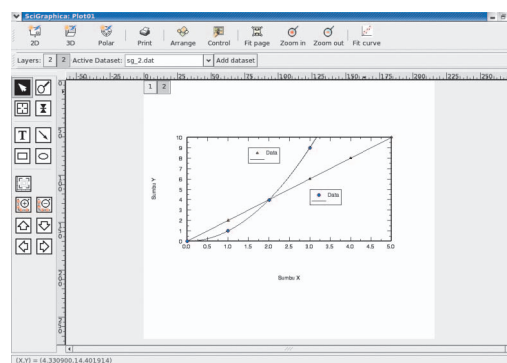 SciGraphica: Plot01
2D 3D Polar Print Arrange Control Fit page Zoom in Zoom out Fit curve
Layers: 2 2 Active Dataset: sg_2.dat Add dataset
1 2
T
10
9
8
7
6
5
4
3
2
1
0
Data
Data
0.0 0.5 1.0 1.5 2.0 2.5 3.0 3.5 4.0 4.5 5.0
Sumbu Y
Sumbu X
(X,Y) = (4.330900,14.401914)